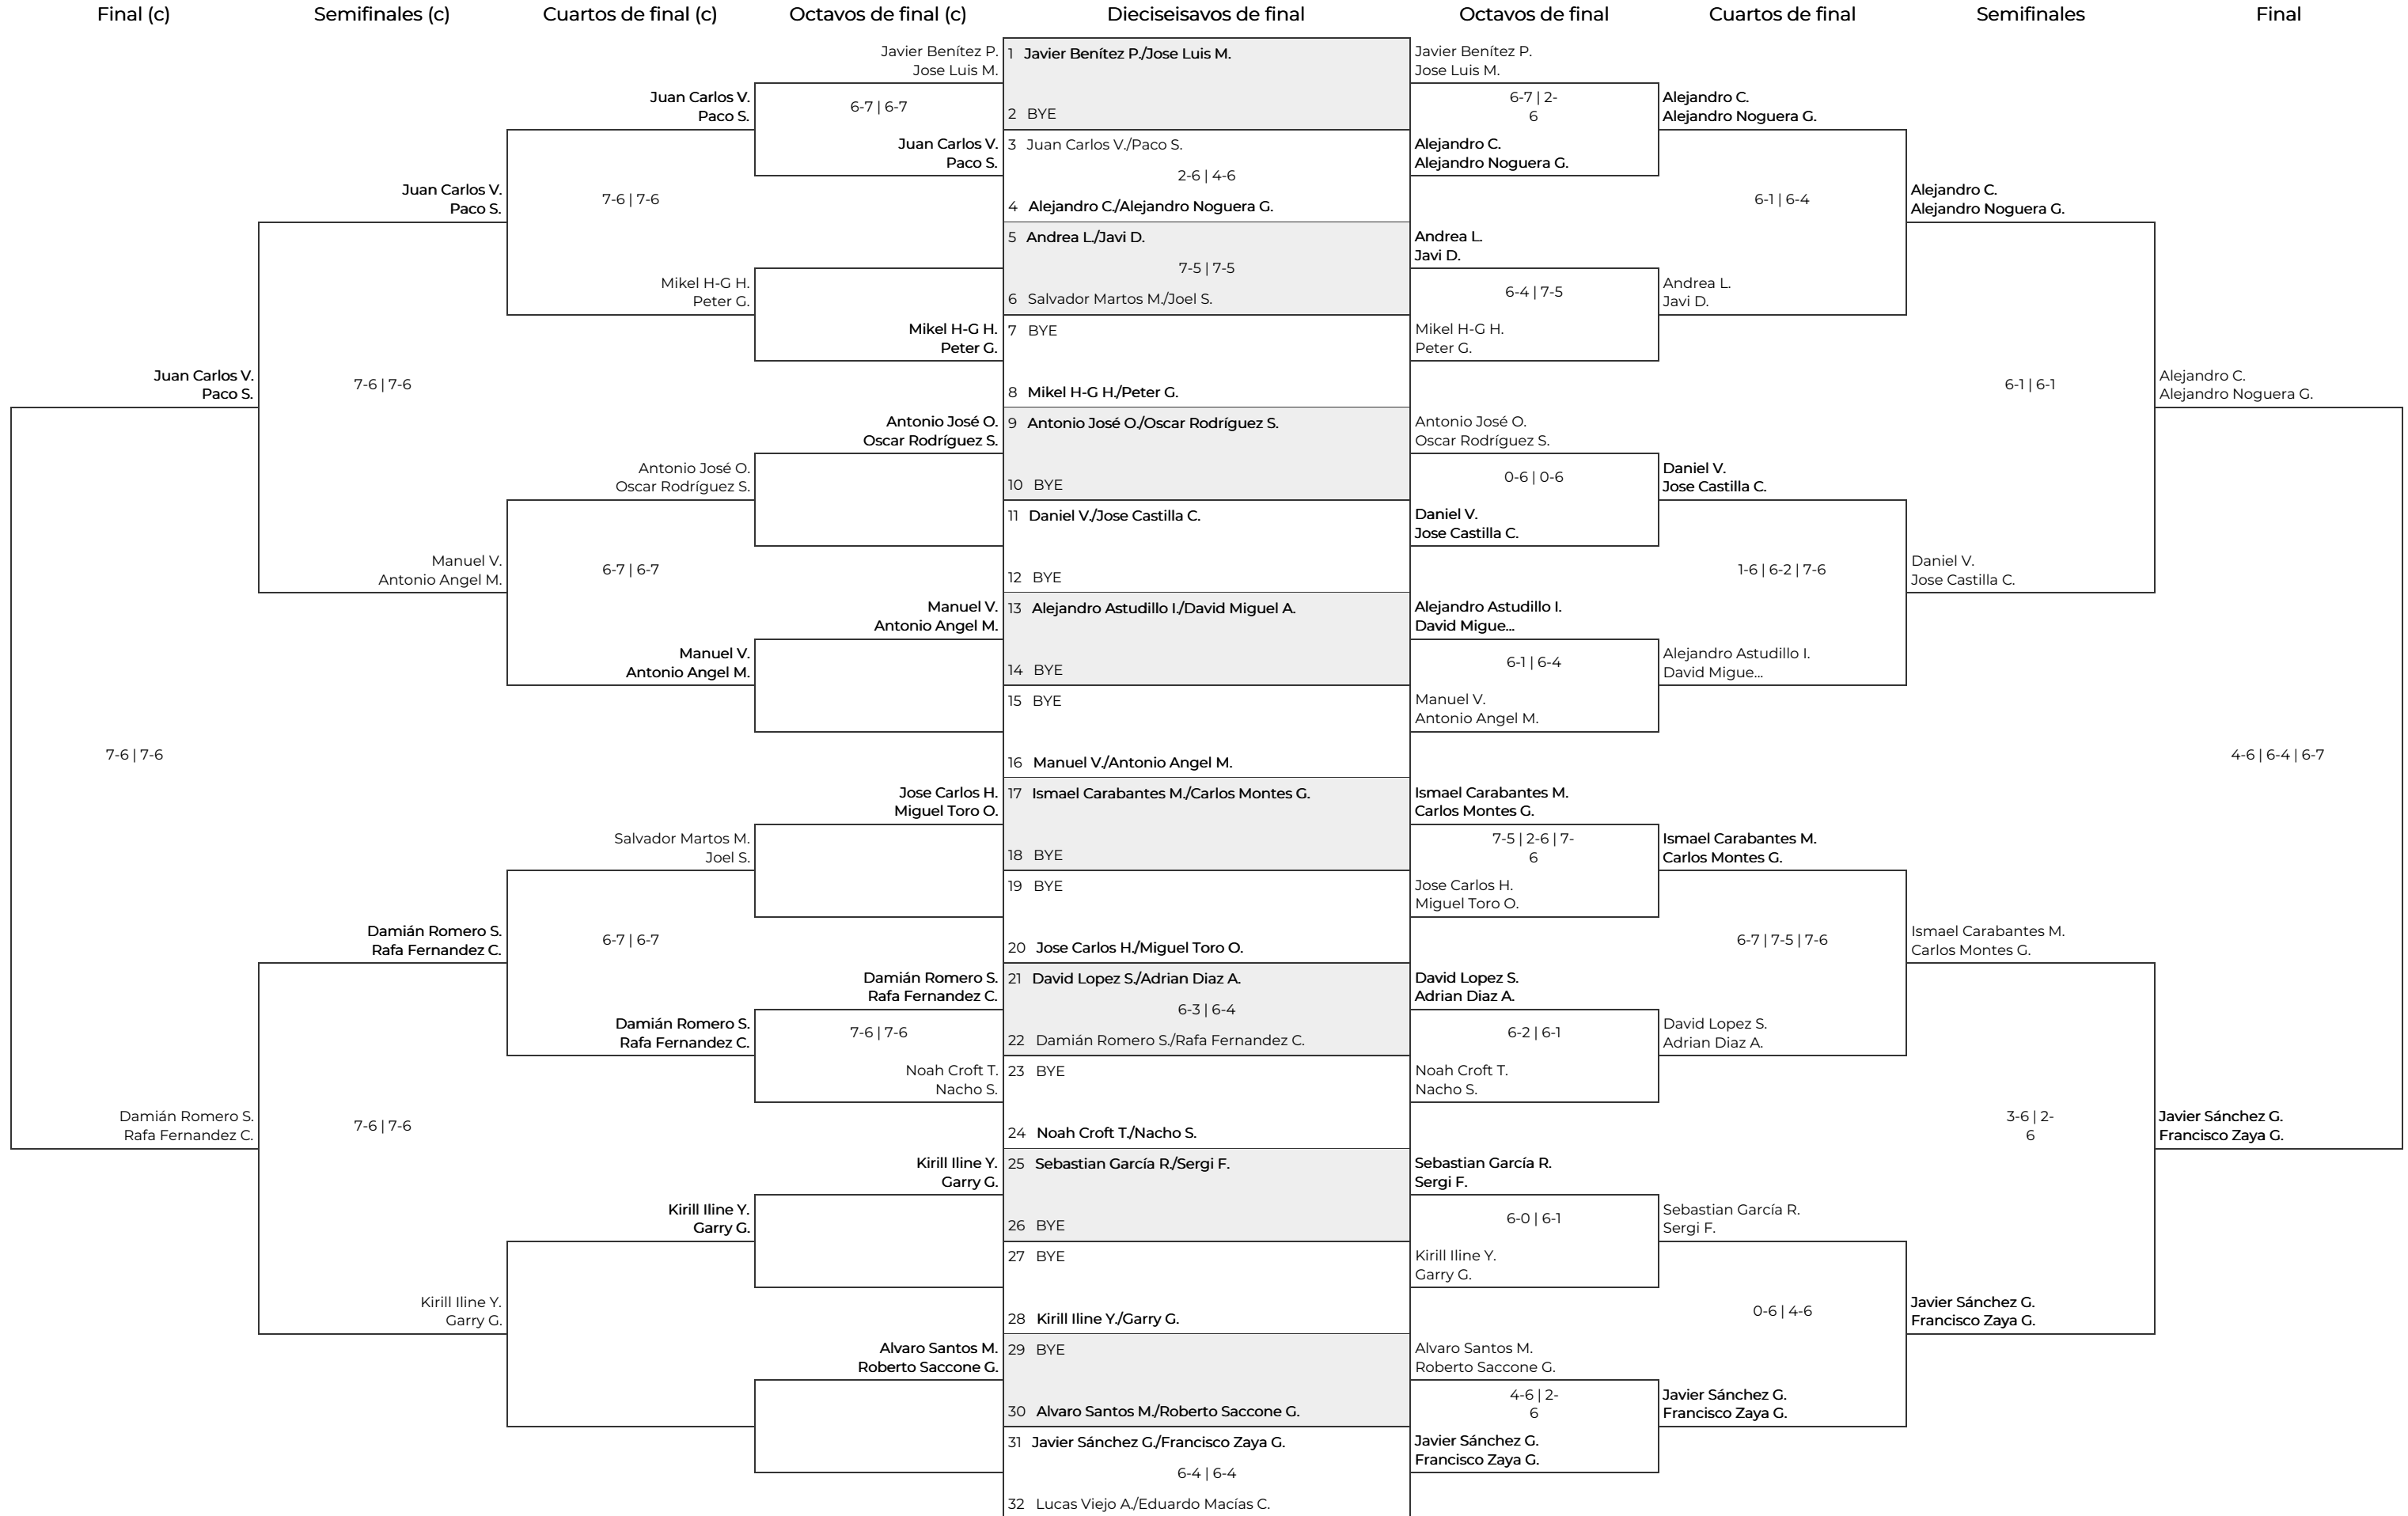 Final (c)
Semifinales (c)
Cuartos de final (c)
Octavos de final (c)
Dieciseisavos de final
Octavos de final
Cuartos de final
Semifinales
Final
Juan Carlos V.
Paco S.
7-6 | 7-6
Damián Romero S.
Rafa Fernandez C.
Juan Carlos V.
Paco S.
7-6 | 7-6
Manuel V.
Antonio Angel M.
Damián Romero S.
Rafa Fernandez C.
7-6 | 7-6
Kirill Iline Y.
Garry G.
Juan Carlos V.
Paco S.
7-6 | 7-6
Mikel H-G H.
Peter G.
Antonio José O.
Oscar Rodríguez S.
6-7 | 6-7
Manuel V.
Antonio Angel M.
Salvador Martos M.
Joel S.
6-7 | 6-7
Damián Romero S.
Rafa Fernandez C.
Kirill Iline Y.
Garry G.
Javier Benítez P.
Jose Luis M.
6-7 | 6-7
Juan Carlos V.
Paco S.
Mikel H-G H.
Peter G.
Antonio José O.
Oscar Rodríguez S.
Manuel V.
Antonio Angel M.
Jose Carlos H.
Miguel Toro O.
Damián Romero S.
Rafa Fernandez C.
7-6 | 7-6
Noah Croft T.
Nacho S.
Kirill Iline Y.
Garry G.
Alvaro Santos M.
Roberto Saccone G.
1 Javier Benítez P./Jose Luis M.
2 BYE
3 Juan Carlos V./Paco S.
2-6 | 4-6
4 Alejandro C./Alejandro Noguera G.
5 Andrea L./Javi D.
7-5 | 7-5
6 Salvador Martos M./Joel S.
7 BYE
8 Mikel H-G H./Peter G.
9 Antonio José O./Oscar Rodríguez S.
10 BYE
11 Daniel V./Jose Castilla C.
12 BYE
13 Alejandro Astudillo I./David Miguel A.
14 BYE
15 BYE
16 Manuel V./Antonio Angel M.
17 Ismael Carabantes M./Carlos Montes G.
18 BYE
19 BYE
20 Jose Carlos H./Miguel Toro O.
21 David Lopez S./Adrian Diaz A.
6-3 | 6-4
22 Damián Romero S./Rafa Fernandez C.
23 BYE
24 Noah Croft T./Nacho S.
25 Sebastian García R./Sergi F.
26 BYE
27 BYE
28 Kirill Iline Y./Garry G.
29 BYE
30 Alvaro Santos M./Roberto Saccone G.
31 Javier Sánchez G./Francisco Zaya G.
6-4 | 6-4
32 Lucas Viejo A./Eduardo Macías C.
Javier Benítez P.
Jose Luis M.
6-7 | 2-
6
Alejandro C.
Alejandro Noguera G.
Andrea L.
Javi D.
6-4 | 7-5
Mikel H-G H.
Peter G.
Antonio José O.
Oscar Rodríguez S.
0-6 | 0-6
Daniel V.
Jose Castilla C.
Alejandro Astudillo I.
David Migue...
6-1 | 6-4
Manuel V.
Antonio Angel M.
Ismael Carabantes M.
Carlos Montes G.
7-5 | 2-6 | 7-
6
Jose Carlos H.
Miguel Toro O.
David Lopez S.
Adrian Diaz A.
6-2 | 6-1
Noah Croft T.
Nacho S.
Sebastian García R.
Sergi F.
6-0 | 6-1
Kirill Iline Y.
Garry G.
Alvaro Santos M.
Roberto Saccone G.
4-6 | 2-
6
Javier Sánchez G.
Francisco Zaya G.
Alejandro C.
Alejandro Noguera G.
6-1 | 6-4
Andrea L.
Javi D.
Daniel V.
Jose Castilla C.
1-6 | 6-2 | 7-6
Alejandro Astudillo I.
David Migue...
Ismael Carabantes M.
Carlos Montes G.
6-7 | 7-5 | 7-6
David Lopez S.
Adrian Diaz A.
Sebastian García R.
Sergi F.
0-6 | 4-6
Javier Sánchez G.
Francisco Zaya G.
Alejandro C.
Alejandro Noguera G.
6-1 | 6-1
Daniel V.
Jose Castilla C.
Ismael Carabantes M.
Carlos Montes G.
3-6 | 2-
6
Javier Sánchez G.
Francisco Zaya G.
Alejandro C.
Alejandro Noguera G.
4-6 | 6-4 | 6-7
Javier Sánchez G.
Francisco Zaya G.